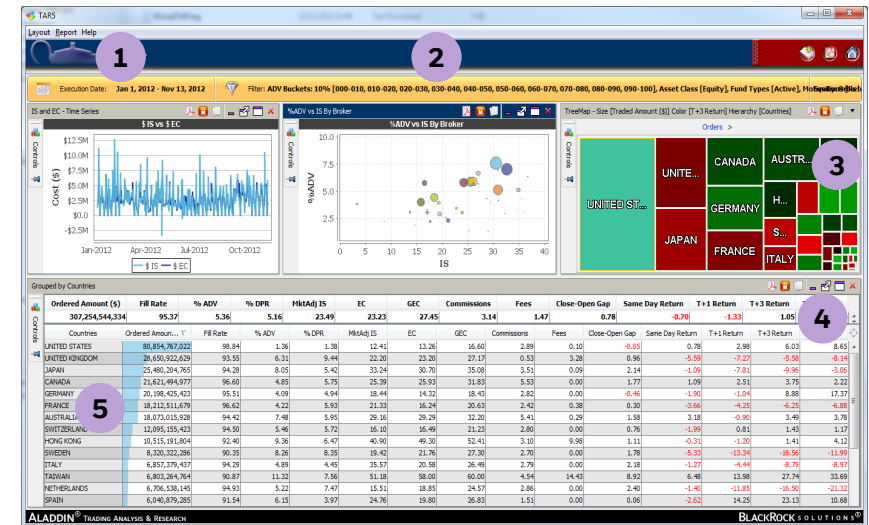 TAR5
Layout Report Help
1
2
Execution Date: Jan 1, 2012 - Nov 13, 2012
Filter: ADV Buckets: 10% [000-010, 010-020, 020-030, 030-040, 040-050, 050-060, 060-070, 070-080, 080-090, 090-100], Asset Class [Equity], Fund Types [Active],
IS and EC - Time Series
%ADV vs IS By Broker
TreeMap - Size [Traded Amount ($)] Color [T+3 Return] Hierarchy [Countries]
Controls
$ IS vs $ EC
Cost ($)
$12.5M
$10.0M
$7.5M
$5.0M
$2.5M
$0.0
-$2.5M
Jan-2012 Apr-2012 Jul-2012 Oct-2012
$ IS $ EC
Controls
%ADV vs IS By Broker
ADV%
10.0
7.5
5.0
2.5
0 5 10 15 20 25 30 35 40
IS
Controls
Orders >
UNITED ST...
UNITE...
JAPAN
CANADA
GERMANY
FRANCE
AUSTR...
H...
S...
ITALY
3
Grouped by Countries
Controls
Ordered Amount ($) Fill Rate % ADV % DPR MktAdj IS EC GEC Commissions Fees Close-Open Gap Same Day Return T+1 Return T+3 Return
307,254,544,334 95.37 5.36 5.16 23.49 23.23 27.45 3.14 1.47 0.78 -0.70 -1.33 1.05
4
Countries Ordered Amoun... Fill Rate % ADV % DPR MktAdj IS EC GEC Commissions Fees Close-Open Gap Same Day Return T+1 Return T+3 Return
UNITED STATES 80,854,767,022 98.84 1.36 1.38 12.41 13.26 16.60 2.89 0.10 -0.05 0.78 2.98 6.03 8.65
UNITED KINGDOM 28,650,922,629 93.55 6.31 9.44 22.20 23.20 27.17 0.53 3.28 0.96 -5.59 -7.27 -5.58 -8.14
JAPAN 25,480,204,765 94.28 8.05 5.42 33.24 30.70 35.08 3.51 0.09 2.14 -1.09 -7.81 -9.96 -3.06
CANADA 21,621,494,977 96.60 4.85 5.75 25.39 25.93 31.83 5.53 0.00 1.77 1.09 2.51 3.75 2.22
GERMANY 20,198,425,423 95.51 5.09 4.94 18.44 14.32 18.43 2.82 0.00 -0.46 -1.90 -1.04 8.88 17.37
FRANCE 18,212,511,679 96.62 4.22 5.93 21.33 16.24 20.63 2.42 0.38 0.30 -3.66 -4.25 -6.25 -6.88
AUSTRALIA 18,073,015,928 94.42 7.48 5.95 29.16 29.29 32.20 5.41 0.29 1.58 3.18 -0.90 3.49 3.78
SWITZERLAND 12,095,155,423 94.50 5.46 5.72 16.10 16.49 21.23 2.80 0.00 0.76 -1.99 0.81 1.43 1.17
HONG KONG 10,515,191,804 92.40 9.36 6.47 40.90 49.30 52.41 3.10 9.98 1.11 -0.31 -1.20 1.41 4.12
SWEDEN 8,320,322,286 90.35 8.26 8.35 19.42 21.76 27.30 2.70 0.00 1.78 -5.33 -13.34 -16.56 -11.99
ITALY 6,857,379,437 94.29 4.89 4.45 35.57 20.58 26.49 2.79 0.00 2.18 -1.27 -4.44 -8.79 -8.97
TAIWAN 6,803,264,764 90.87 11.32 7.56 51.18 58.00 60.00 4.54 14.43 8.92 6.48 13.98 27.74 33.69
NETHERLANDS 6,706,538,145 94.93 5.22 7.47 15.51 18.85 24.57 2.86 0.00 2.40 -1.40 -11.85 -16.50 -21.32
SPAIN 6,040,879,285 91.54 6.15 3.97 24.76 19.80 26.83 1.51 0.00 0.06 -2.62 14.25 23.13 10.68
5
ALADDIN® TRADING ANALYSIS & RESEARCH
BLACKROCK SOLUTIONS®